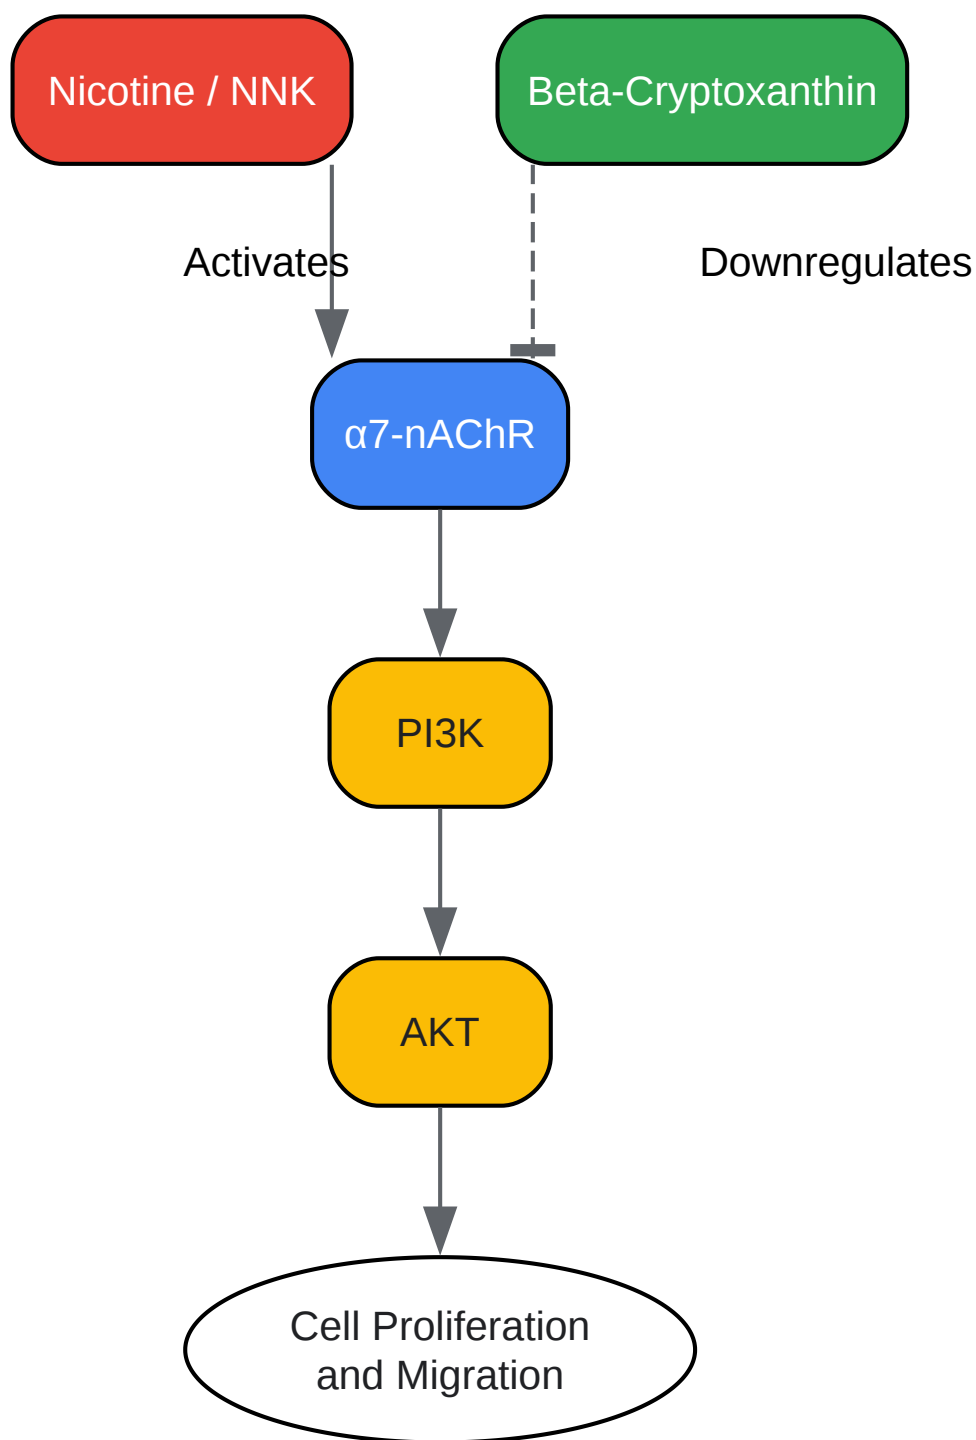 Nicotine / NNK
Beta-Cryptoxanthin
Activates
Downregulates
α7-nAChR
PI3K
AKT
Cell Proliferation
and Migration